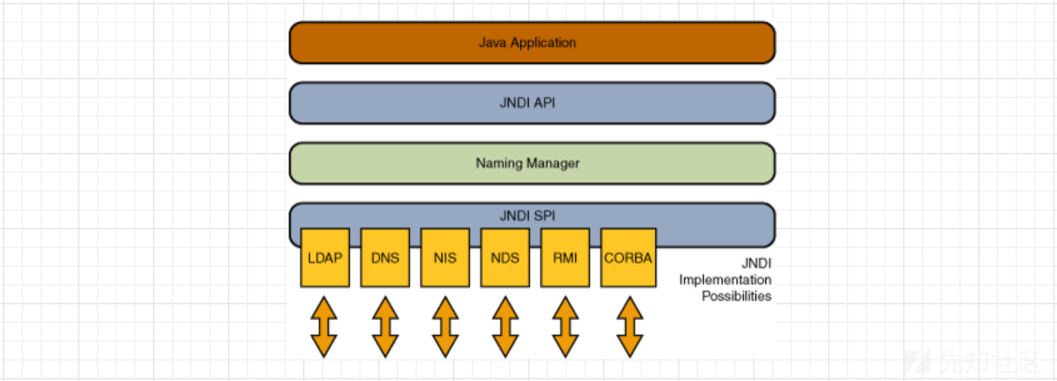 Java Application
JNDI API
Naming Manager
JNDI SPI
LDAP
DNS
NIS
NDS
RMI
CORBA
JNDI
Implementation
Possibilities
先知社区